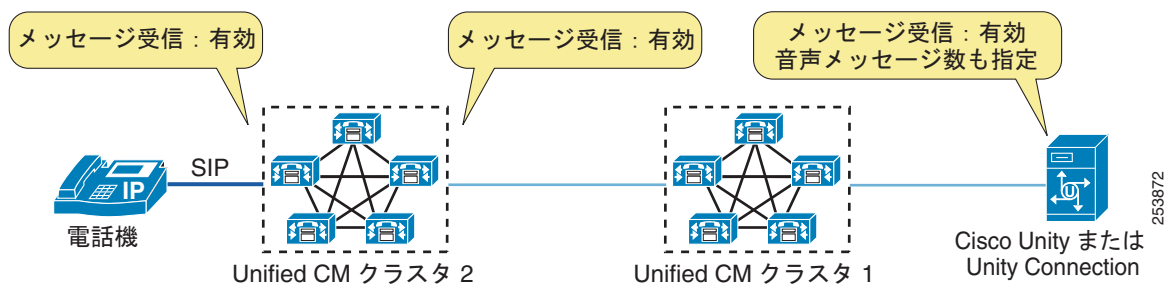 メッセージ受信：有効
メッセージ受信：有効
メッセージ受信：有効
音声メッセージ数も指定
IP
SIP
電話機
Unified CM クラスタ 2
Unified CM クラスタ 1
U
Cisco Unity または
Unity Connection
253872